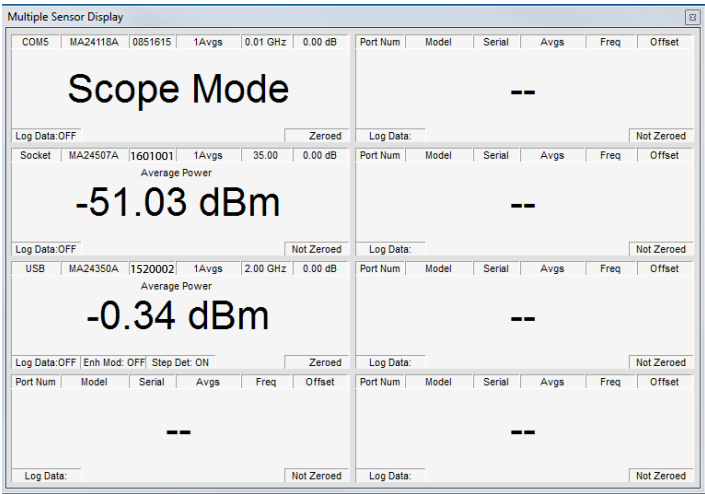 Multiple Sensor Display
COM5 MA24118A 0851615 1Avgs 0.01 GHz 0.00 dB
Scope Mode
Log Data:OFF Zeroed
Port Num Model Serial Avgs Freq Offset
--
Log Data: Not Zeroed
Socket MA24507A 1601001 1Avgs 35.00 0.00 dB
Average Power
-51.03 dBm
Log Data:OFF Not Zeroed
Port Num Model Serial Avgs Freq Offset
--
Log Data: Not Zeroed
USB MA24350A 1520002 1Avgs 2.00 GHz 0.00 dB
Average Power
-0.34 dBm
Log Data:OFF Enh Mod: OFF Step Det: ON Zeroed
Port Num Model Serial Avgs Freq Offset
--
Log Data: Not Zeroed
Port Num Model Serial Avgs Freq Offset
--
Log Data: Not Zeroed
Port Num Model Serial Avgs Freq Offset
--
Log Data: Not Zeroed